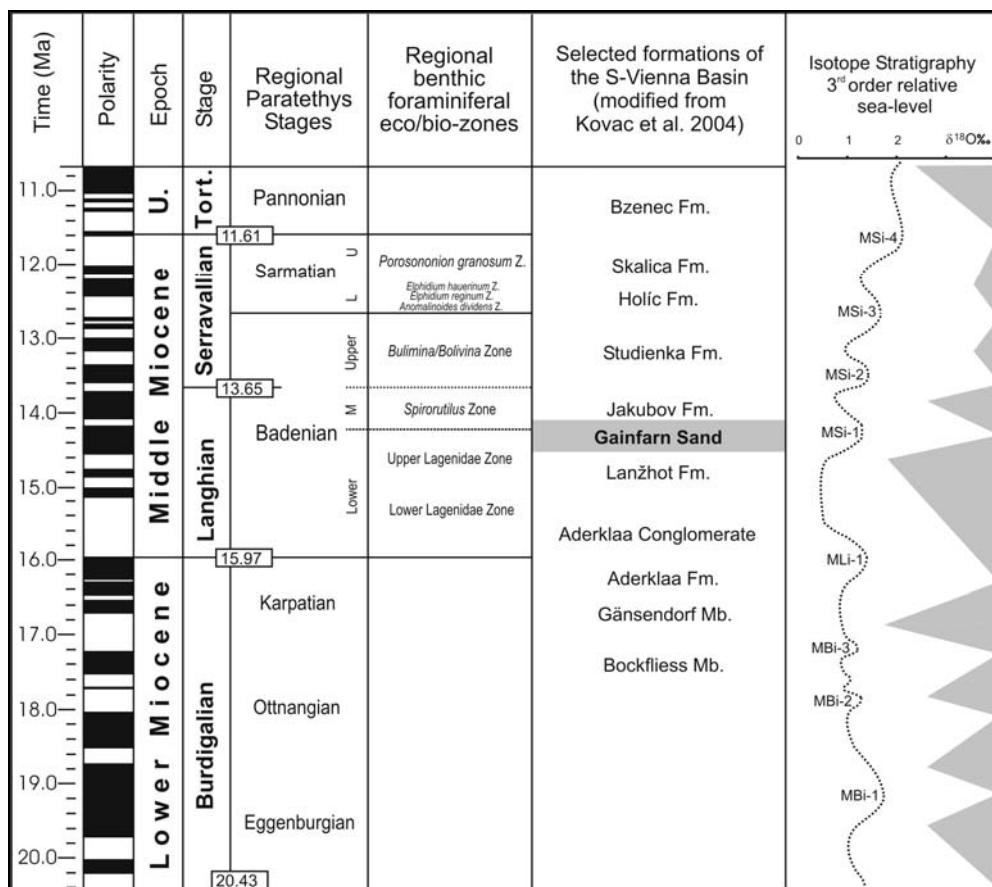 Time (Ma)
Polarity
Epoch
Stage
Regional
Paratethys
Stages
Regional
benthic
foraminiferal
eco/bio-zones
Selected formations of
the S-Vienna Basin
(modified from
Kovac et al. 2004)
Isotope Stratigraphy
3rd order relative
sea-level
0 1 2 δ18O‰
11.0
12.0
13.0
14.0
15.0
16.0
17.0
18.0
19.0
20.0
U.
Middle Miocene
Lower Miocene
Tort.
Serravallian
Langhian
Burdigalian
11.61
13.65
15.97
20.43
Pannonian
Sarmatian
Badenian
Karpatian
Ottnangian
Eggenburgian
U
L
Upper
M
Lower
Porosononion granosum Z.
Elphidium hauerinum Z.
Elphidium reginum Z.
Anomalinoides dividens Z.
Bulimina/Bolivina Zone
Spirorutilus Zone
Upper Lagenidae Zone
Lower Lagenidae Zone
Bzenec Fm.
Skalica Fm.
Holíc Fm.
Studienka Fm.
Jakubov Fm.
Gainfarn Sand
Lanžhot Fm.
Aderklaa Conglomerate
Aderklaa Fm.
Gänsendorf Mb.
Bockfliess Mb.
MSi-4
MSi-3
MSi-2
MSi-1
MLi-1
MBi-3
MBi-2
MBi-1